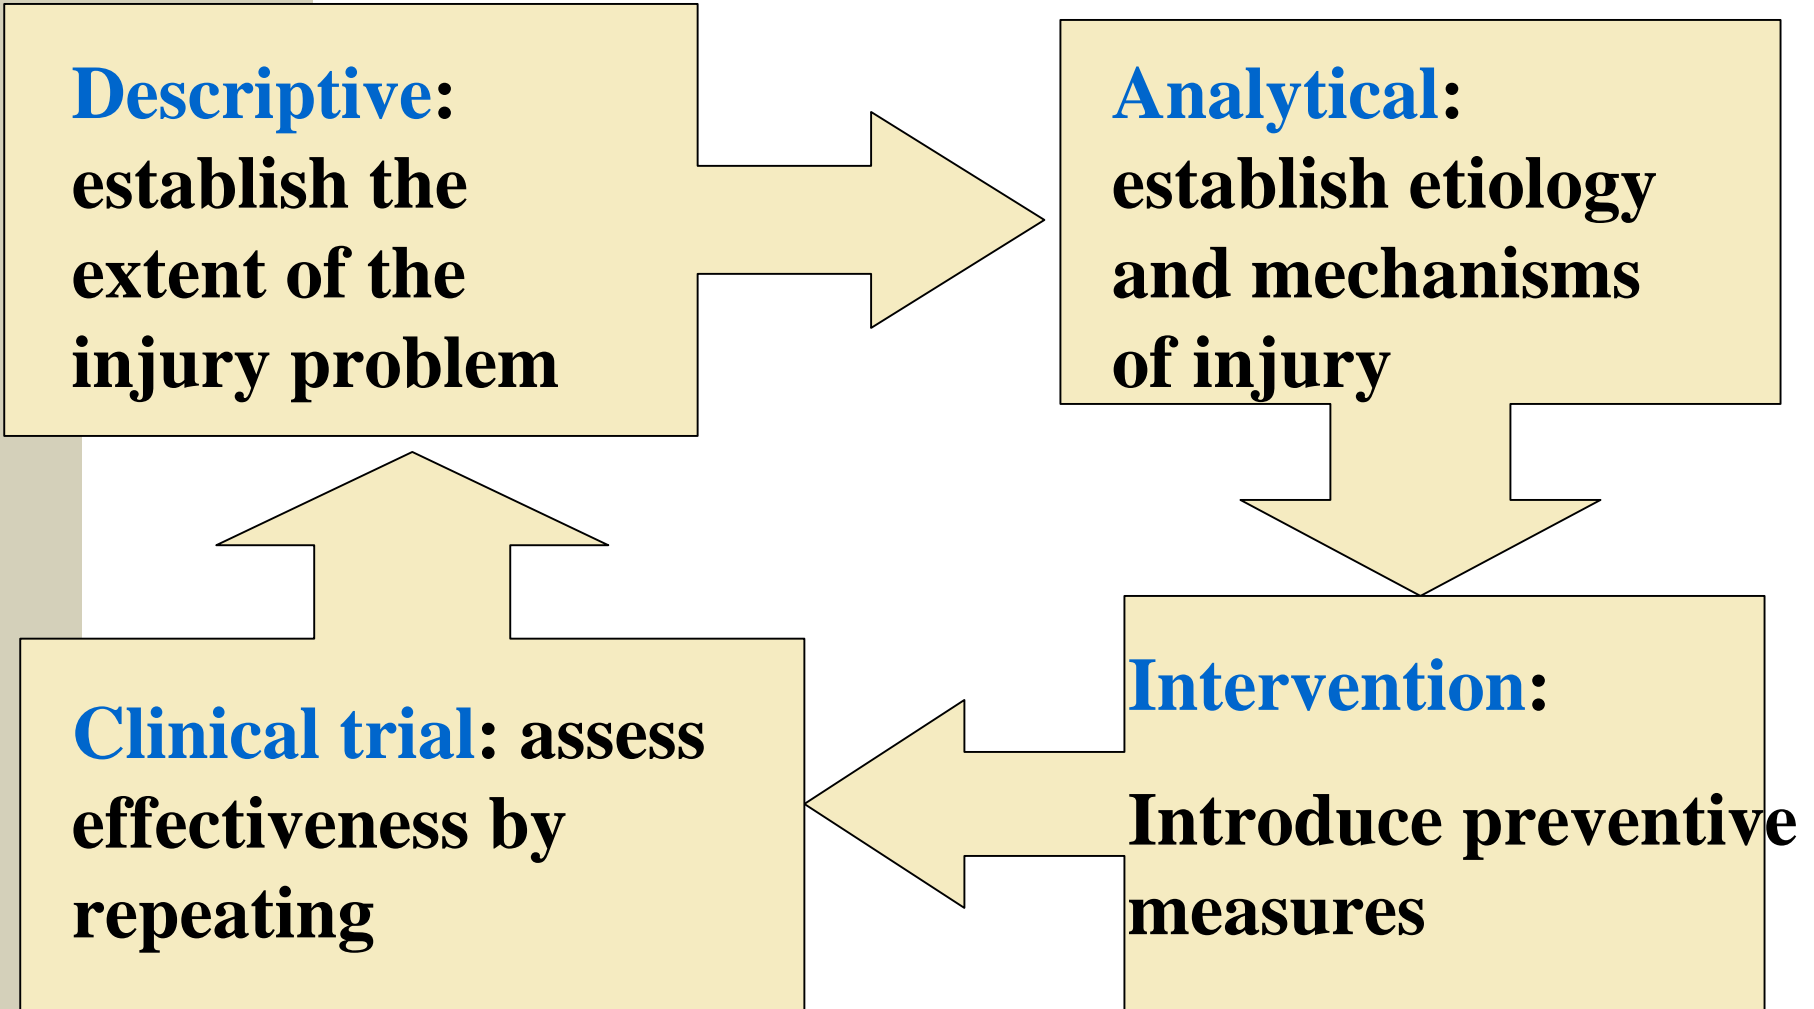 Descriptive:
establish the
extent of the
injury problem
Analytical:
establish etiology
and mechanisms
of injury
Intervention:
Introduce preventive
measures
Clinical trial: assess
effectiveness by
repeating